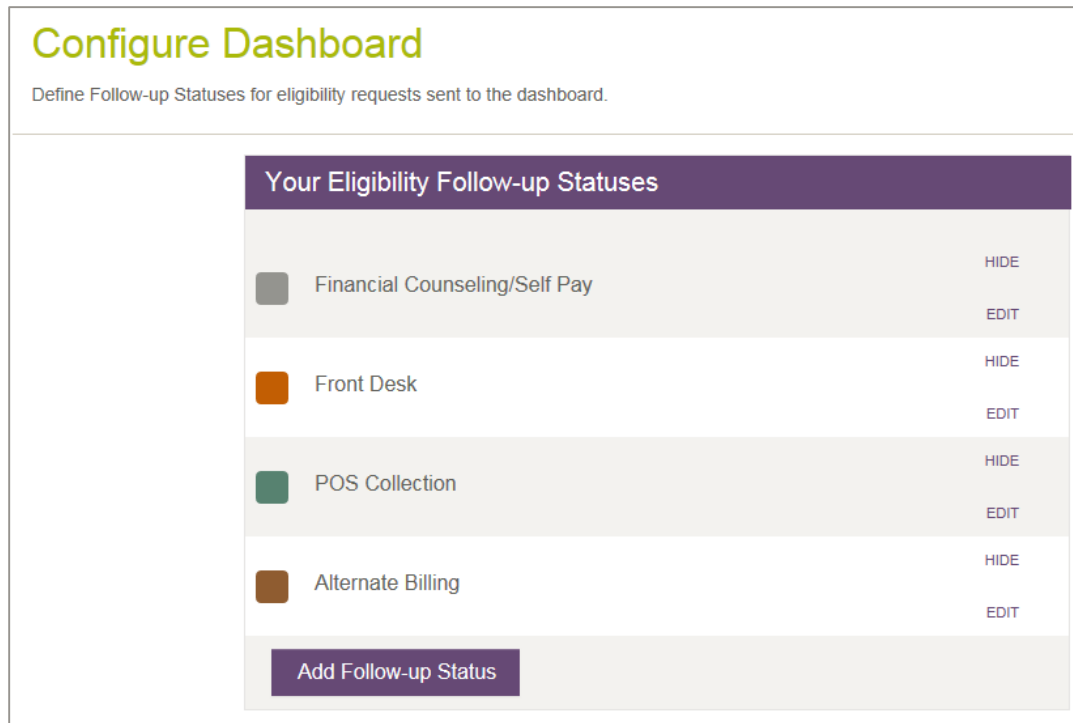 Configure Dashboard
Define Follow-up Statuses for eligibility requests sent to the dashboard.
Your Eligibility Follow-up Statuses
Financial Counseling/Self Pay
HIDE
EDIT
Front Desk
HIDE
EDIT
POS Collection
HIDE
EDIT
Alternate Billing
HIDE
EDIT
Add Follow-up Status